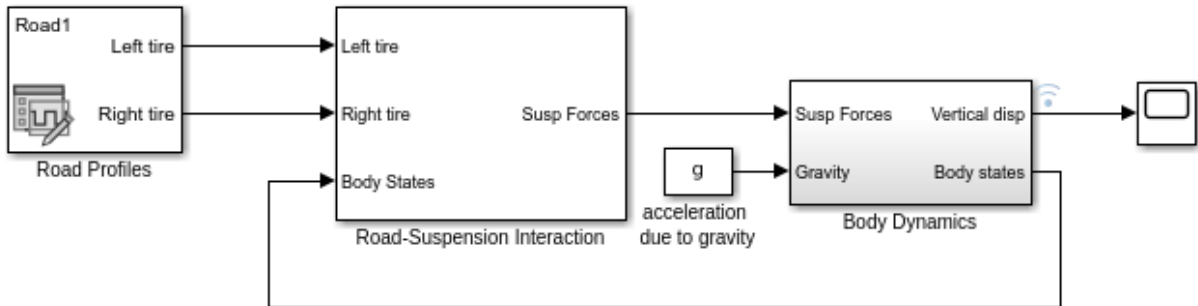 Road1
Left tire
Right tire
Road Profiles
Left tire
Right tire
Susp Forces
Body States
Road-Suspension Interaction
g
acceleration
due to gravity
Susp Forces
Vertical disp
Gravity
Body states
Body Dynamics